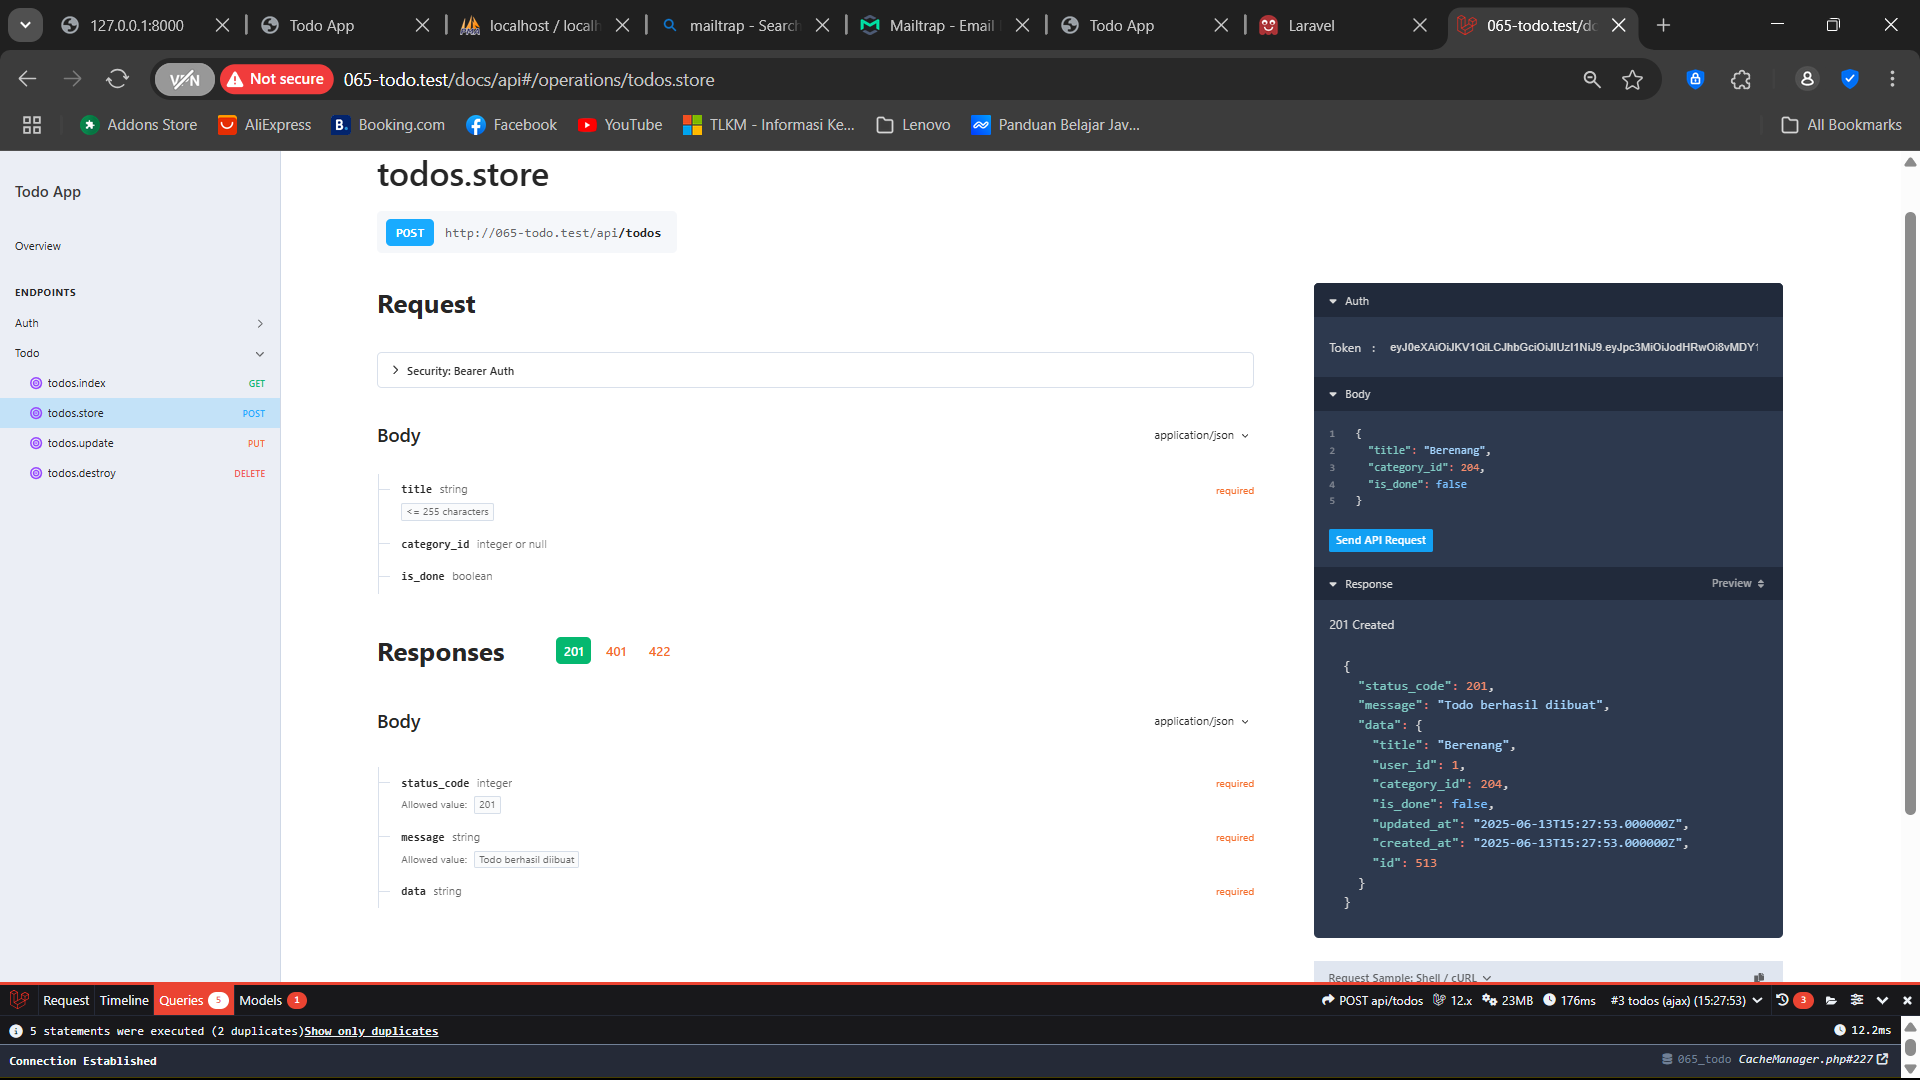 127.0.0.1:8000
Todo App
localhost / localh
mailtrap - Search
Mailtrap - Email
Todo App
Laravel
065-todo.test/do
VPN
Not secure
065-todo.test/docs/api#/operations/todos.store
Addons Store
AliExpress
B.
Booking.com
Facebook
YouTube
TLKM - Informasi Ke...
Lenovo
Panduan Belajar Jav...
All Bookmarks
Todo App
Overview
ENDPOINTS
Auth
Todo
todos.index GET
todos.store POST
todos.update PUT
todos.destroy DELETE
todos.store
POST http://065-todo.test/api/todos
Request
Security: Bearer Auth
Body application/json
title string required
<= 255 characters
category_id integer or null
is_done boolean
Responses 201 401 422
Body application/json
status_code integer required
Allowed value: 201
message string required
Allowed value: Todo berhasil diibuat
data string required
Auth
Token : eyJ0eXAiOiJKV1QiLCJhbGciOiJIUzI1NiJ9.eyJpc3MiOiJodHRwOi8vMDY1
Body
1 {
2 "title": "Berenang",
3 "category_id": 204,
4 "is_done": false
5 }
Send API Request
Response Preview
201 Created
{
"status_code": 201,
"message": "Todo berhasil diibuat",
"data": {
"title": "Berenang",
"user_id": 1,
"category_id": 204,
"is_done": false,
"updated_at": "2025-06-13T15:27:53.000000Z",
"created_at": "2025-06-13T15:27:53.000000Z",
"id": 513
}
}
Request Sample: Shell / cURL
Request Timeline Queries 5 Models 1
POST api/todos 12.x 23MB 176ms #3 todos (ajax) (15:27:53) 3
5 statements were executed (2 duplicates)Show only duplicates 12.2ms
Connection Established 065_todo CacheManager.php#227